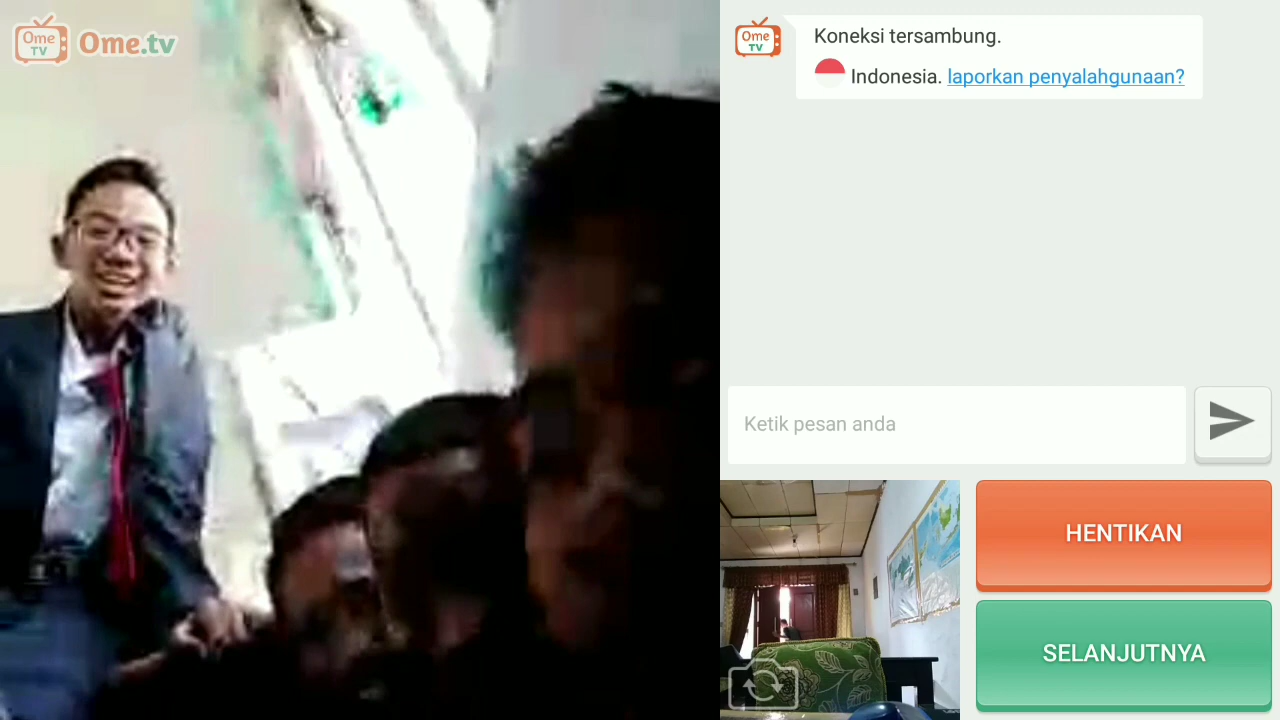 Ome
TV
Ome.tv
Ome
TV
Koneksi tersambung.
Indonesia. laporkan penyalahgunaan?
Ketik pesan anda
HENTIKAN
SELANJUTNYA